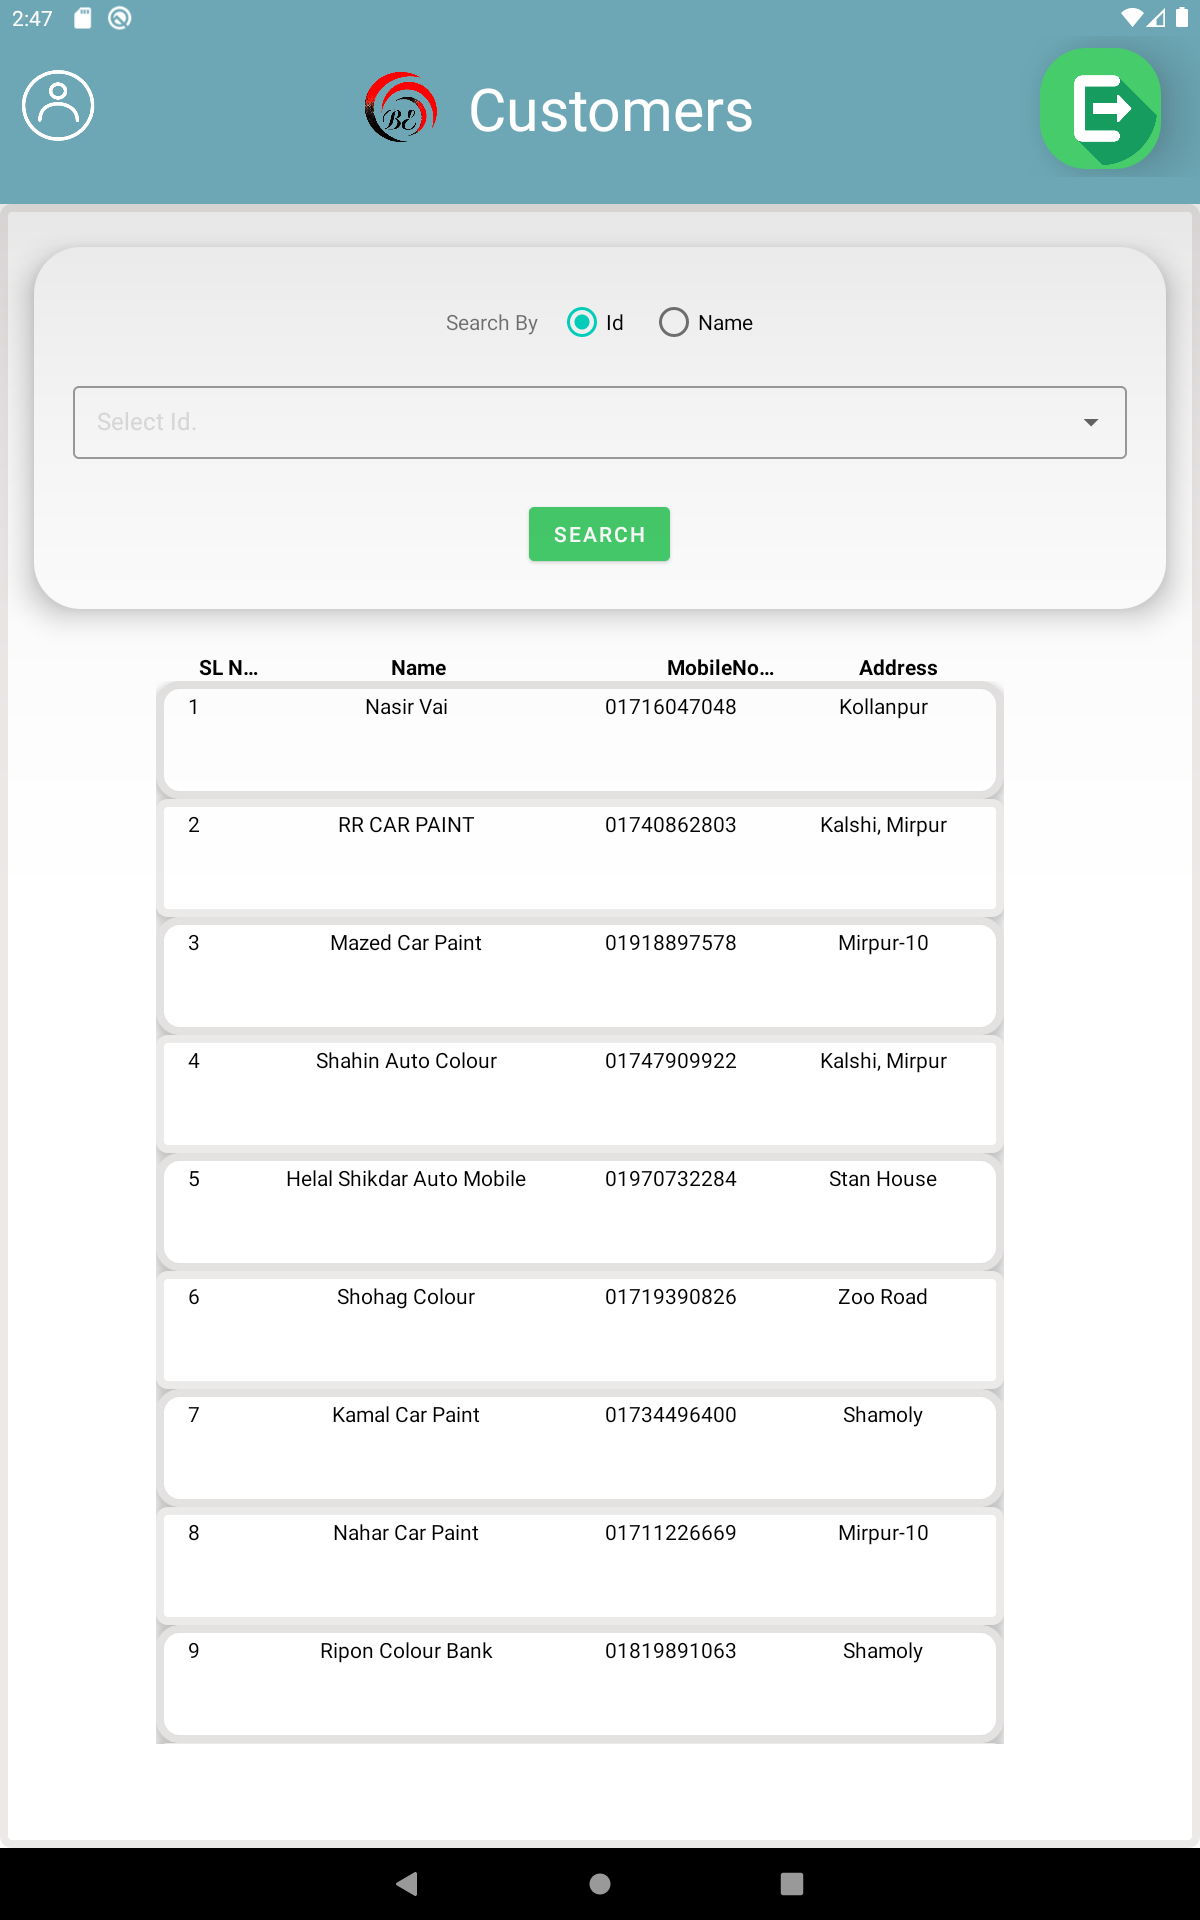 2:47
BE Customers
Search By Id Name
Select Id.
SEARCH
SL N... Name MobileNo... Address
1 Nasir Vai 01716047048 Kollanpur
2 RR CAR PAINT 01740862803 Kalshi, Mirpur
3 Mazed Car Paint 01918897578 Mirpur-10
4 Shahin Auto Colour 01747909922 Kalshi, Mirpur
5 Helal Shikdar Auto Mobile 01970732284 Stan House
6 Shohag Colour 01719390826 Zoo Road
7 Kamal Car Paint 01734496400 Shamoly
8 Nahar Car Paint 01711226669 Mirpur-10
9 Ripon Colour Bank 01819891063 Shamoly